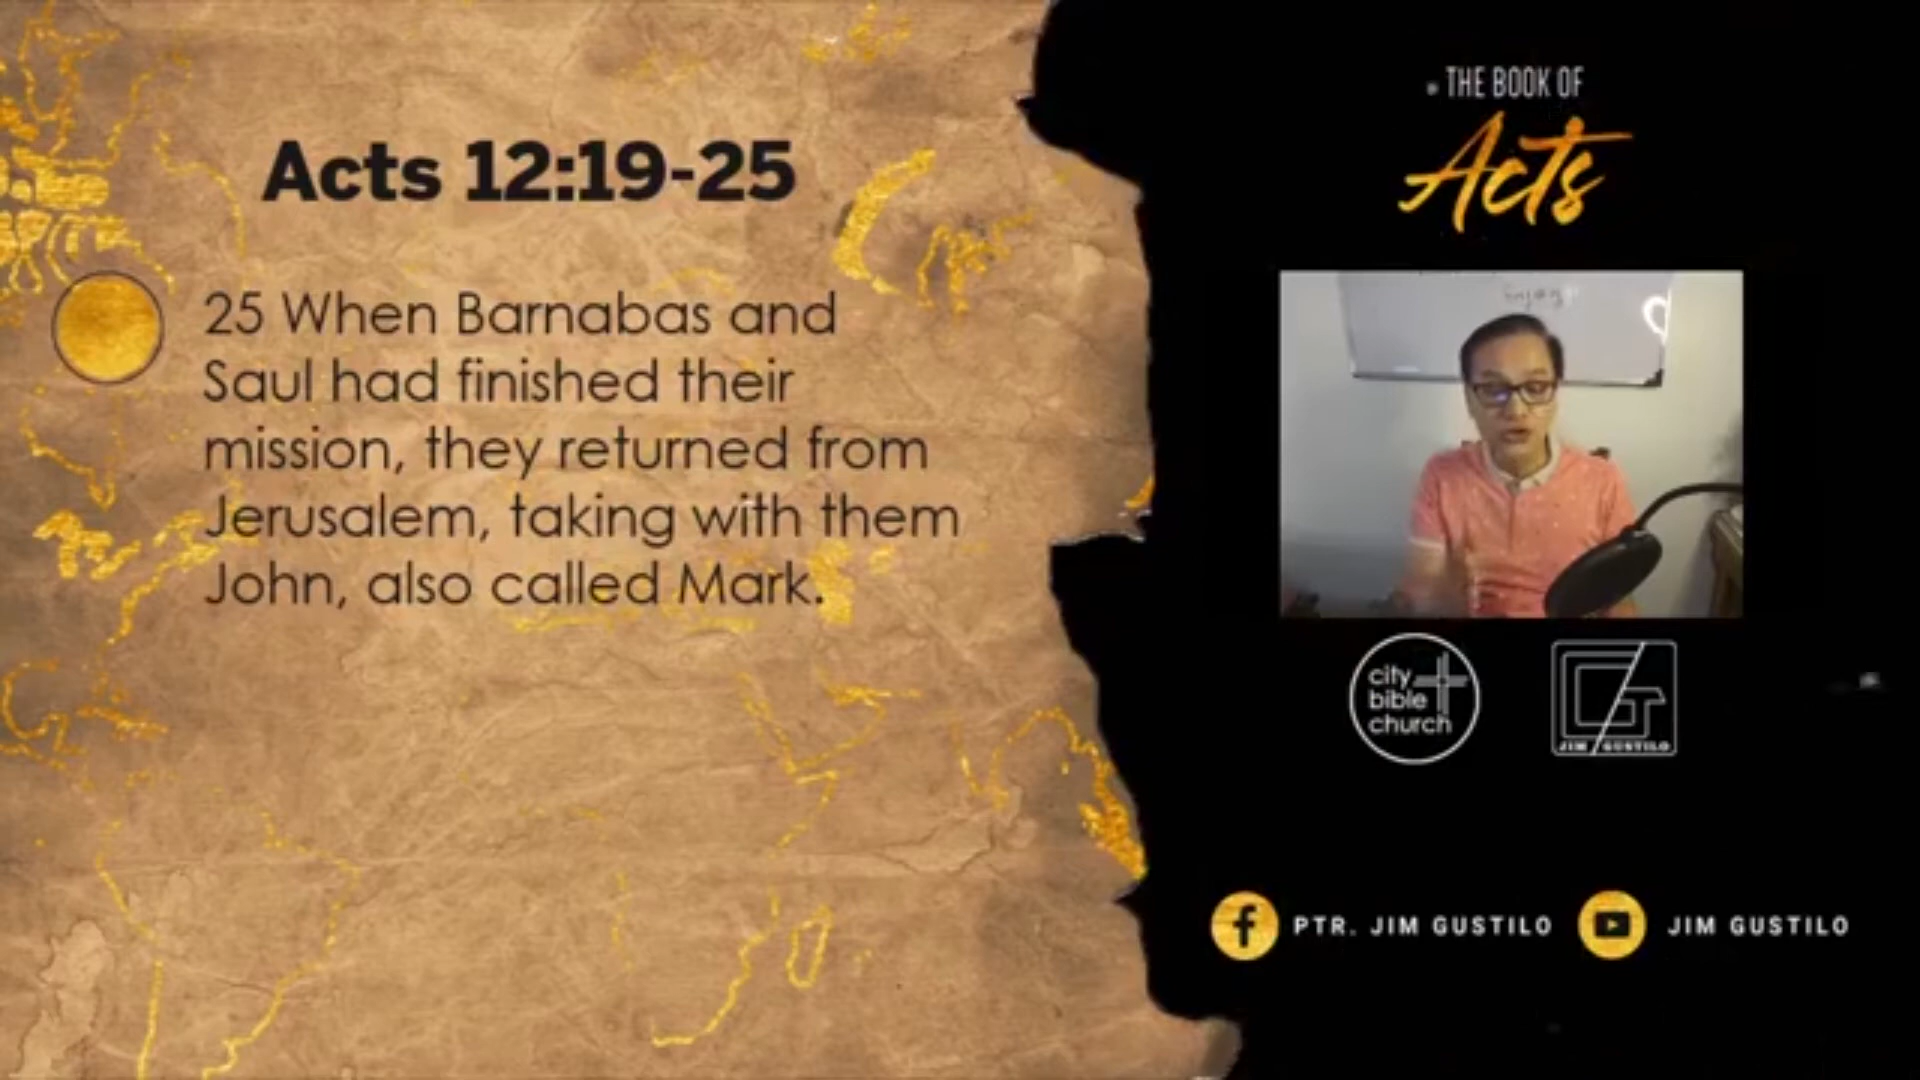 Acts 12:19-25
25 When Barnabas and
Saul had finished their
mission, they returned from
Jerusalem, taking with them
John, also called Mark.
THE BOOK OF
Acts
city
bible
church
JIM GUSTILO
PTR. JIM GUSTILO
JIM GUSTILO